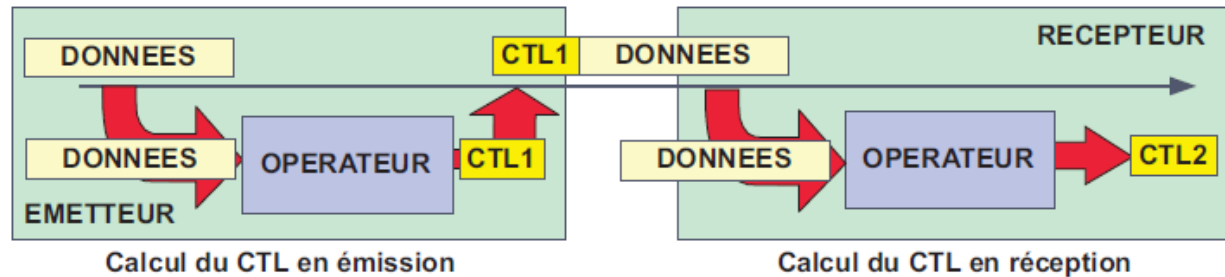 DONNEES
DONNEES
OPERATEUR
CTL1
EMETTEUR
CTL1 DONNEES
RECEPTEUR
DONNEES
OPERATEUR
CTL2
Calcul du CTL en émission
Calcul du CTL en réception